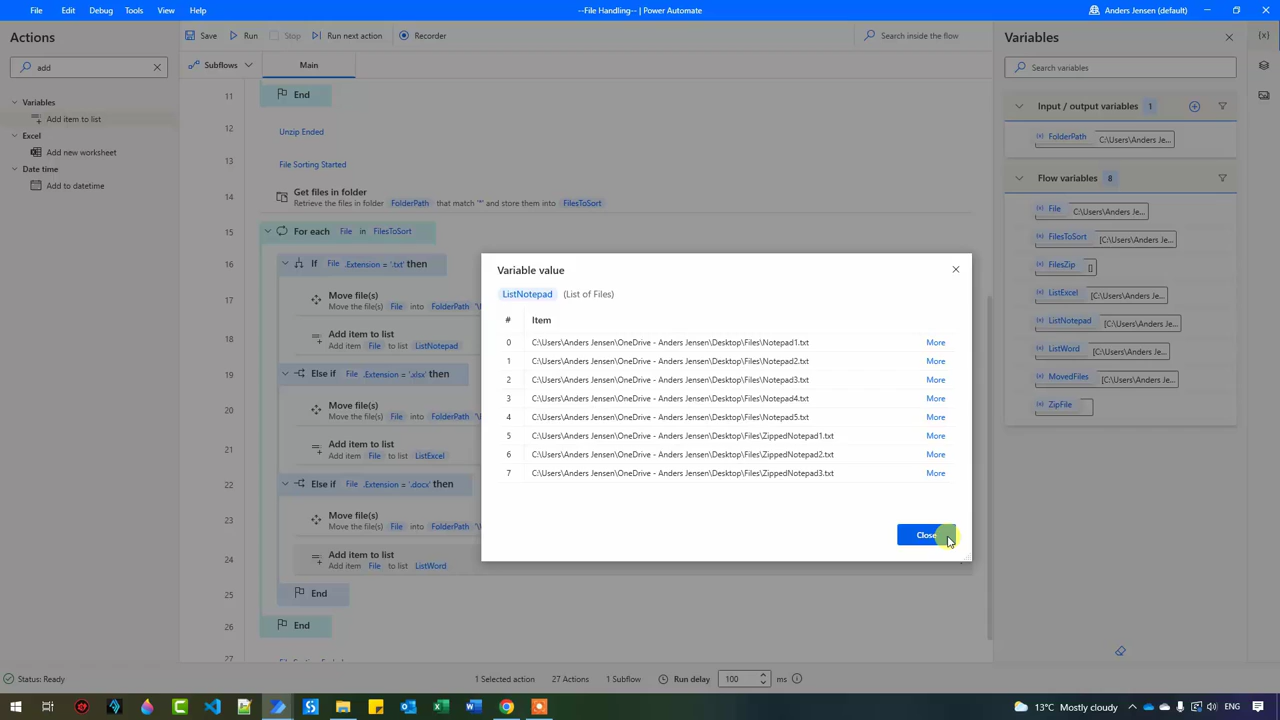 File Edit Debug Tools View Help
--File Handling-- | Power Automate
Anders Jensen (default)
Actions
add
Variables
Add item to list
Excel
Add new worksheet
Date time
Add to datetime
Save Run Stop Run next action Recorder
Search inside the flow
Subflows
Main
11 End
12 Unzip Ended
13 File Sorting Started
14 Get files in folder
Retrieve the files in folder FolderPath that match '*' and store them into FilesToSort
15 For each File in FilesToSort
16 If File .Extension = '.txt' then
17 Move file(s)
Move the file(s) File into FolderPath
18 Add item to list
Add item File to list ListNotepad
19 Else if File .Extension = '.xlsx' then
20 Move file(s)
Move the file(s) File into FolderPath
21 Add item to list
Add item File to list ListExcel
22 Else if File .Extension = '.docx' then
23 Move file(s)
Move the file(s) File into FolderPath
24 Add item to list
Add item File to list ListWord
25 End
26 End
27
Variable value
ListNotepad (List of Files)
# Item
0 C:\Users\Anders Jensen\OneDrive - Anders Jensen\Desktop\Files\Notepad1.txt More
1 C:\Users\Anders Jensen\OneDrive - Anders Jensen\Desktop\Files\Notepad2.txt More
2 C:\Users\Anders Jensen\OneDrive - Anders Jensen\Desktop\Files\Notepad3.txt More
3 C:\Users\Anders Jensen\OneDrive - Anders Jensen\Desktop\Files\Notepad4.txt More
4 C:\Users\Anders Jensen\OneDrive - Anders Jensen\Desktop\Files\Notepad5.txt More
5 C:\Users\Anders Jensen\OneDrive - Anders Jensen\Desktop\Files\ZippedNotepad1.txt More
6 C:\Users\Anders Jensen\OneDrive - Anders Jensen\Desktop\Files\ZippedNotepad2.txt More
7 C:\Users\Anders Jensen\OneDrive - Anders Jensen\Desktop\Files\ZippedNotepad3.txt More
Close
Variables
Search variables
Input / output variables 1
FolderPath C:\Users\Anders Je...
Flow variables 8
File C:\Users\Anders Je...
FilesToSort [C:\Users\Anders Je...
FilesZip []
ListExcel [C:\Users\Anders Je...
ListNotepad [C:\Users\Anders Je...
ListWord [C:\Users\Anders Je...
MovedFiles [C:\Users\Anders Je...
ZipFile
Status: Ready
1 Selected action 27 Actions 1 Subflow Run delay 100 ms
13°C Mostly cloudy ENG